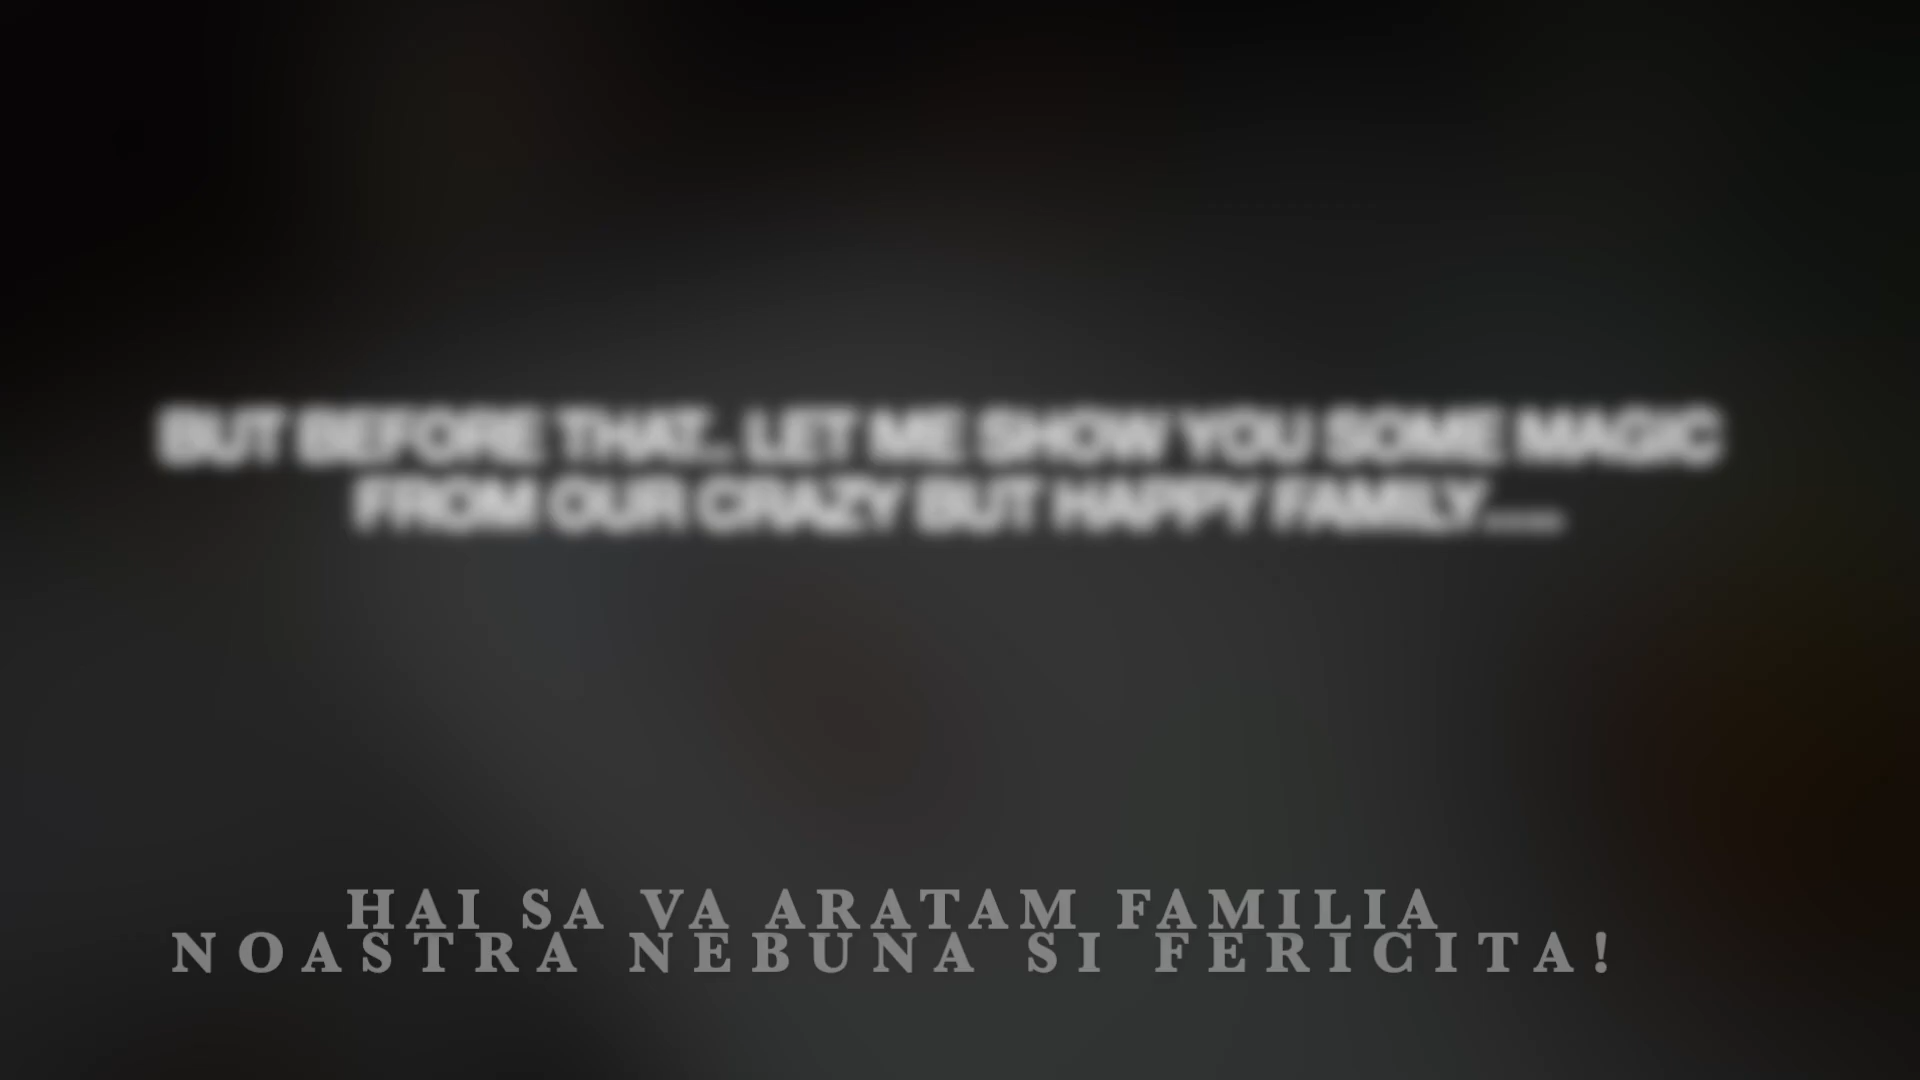 BUT BEFORE THAT.. LET ME SHOW YOU SOME MAGIC
FROM OUR CRAZY BUT HAPPY FAMILY.....
HAI SA VA ARATAM FAMILIA
NOASTRA NEBUNA SI FERICITA!